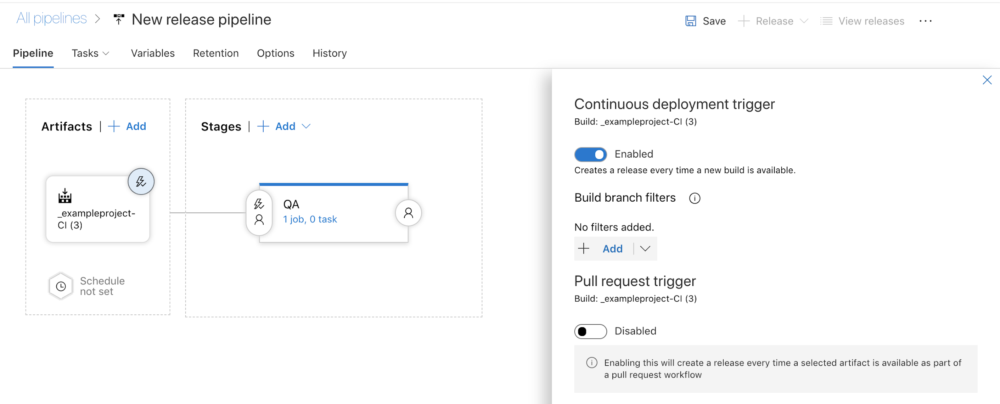 All pipelines
New release pipeline
Save
Release
View releases
Pipeline
Tasks
Variables
Retention
Options
History
Artifacts | Add
Stages | Add
_exampleproject-
CI (3)
QA
1 job, 0 task
Schedule
not set
Continuous deployment trigger
Build: _exampleproject-CI (3)
Enabled
Creates a release every time a new build is available.
Build branch filters
No filters added.
Add
Pull request trigger
Build: _exampleproject-CI (3)
Disabled
Enabling this will create a release every time a selected artifact is available as part of
a pull request workflow